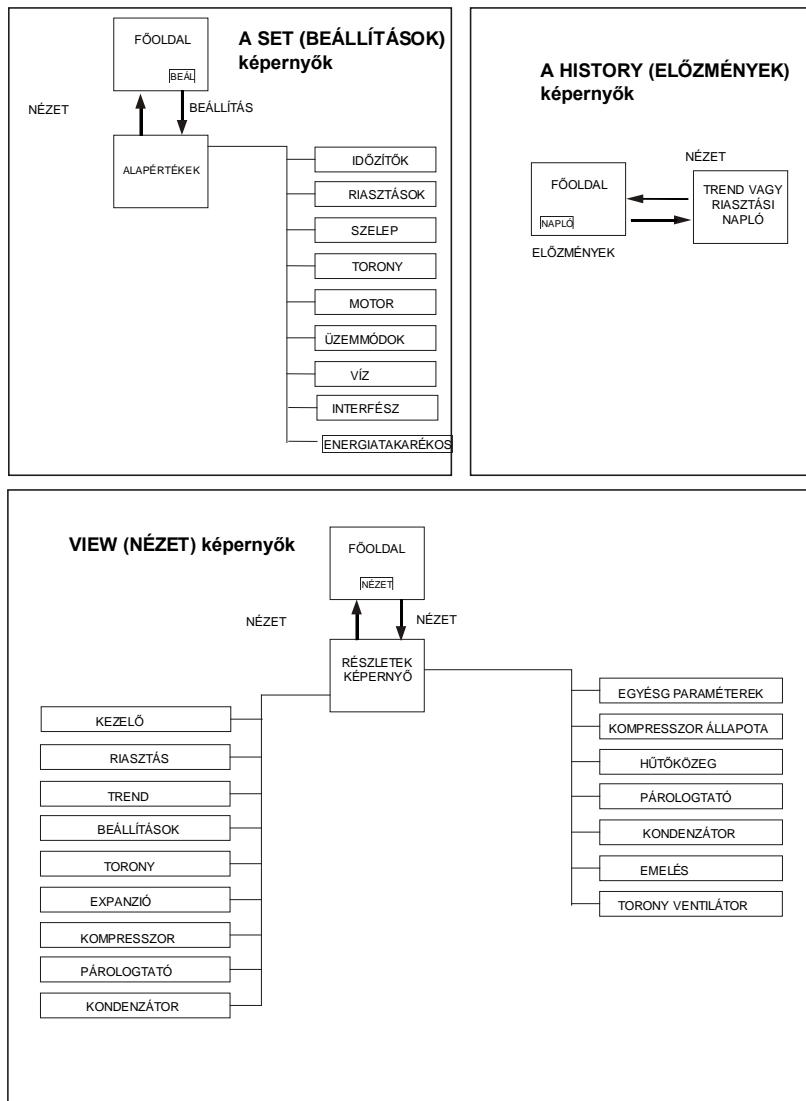 A SET (BEÁLLÍTÁSOK)
képernyők
FŐOLDAL
BEÁL
NÉZET
BEÁLLÍTÁS
ALAPÉRTÉKEK
IDŐZÍTŐK
RIASZTÁSOK
SZELEP
TORONY
MOTOR
ÜZEMMÓDOK
VÍZ
INTERFÉSZ
ENERGIATAKARÉKOS
A HISTORY (ELŐZMÉNYEK)
képernyők
NÉZET
FŐOLDAL
NAPLÓ
ELŐZMÉNYEK
TREND VAGY
RIASZTÁSI
NAPLÓ
VIEW (NÉZET) képernyők
FŐOLDAL
NÉZET
NÉZET
NÉZET
RÉSZLETEK
KÉPERNYŐ
KEZELŐ
RIASZTÁS
TREND
BEÁLLÍTÁSOK
TORONY
EXPANZIÓ
KOMPRESSZOR
PÁROLOGTATÓ
KONDENZÁTOR
EGYÉSG PARAMÉTEREK
KOMPRESSZOR ÁLLAPOTA
HŰTŐKÖZEG
PÁROLOGTATÓ
KONDENZÁTOR
EMELÉS
TORONY VENTILÁTOR